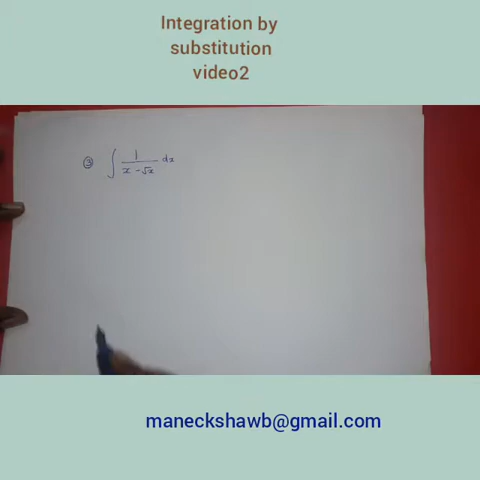 Integration by
substitution
video2
③ ∫ 1/(x - √x) dx
maneckshawb@gmail.com